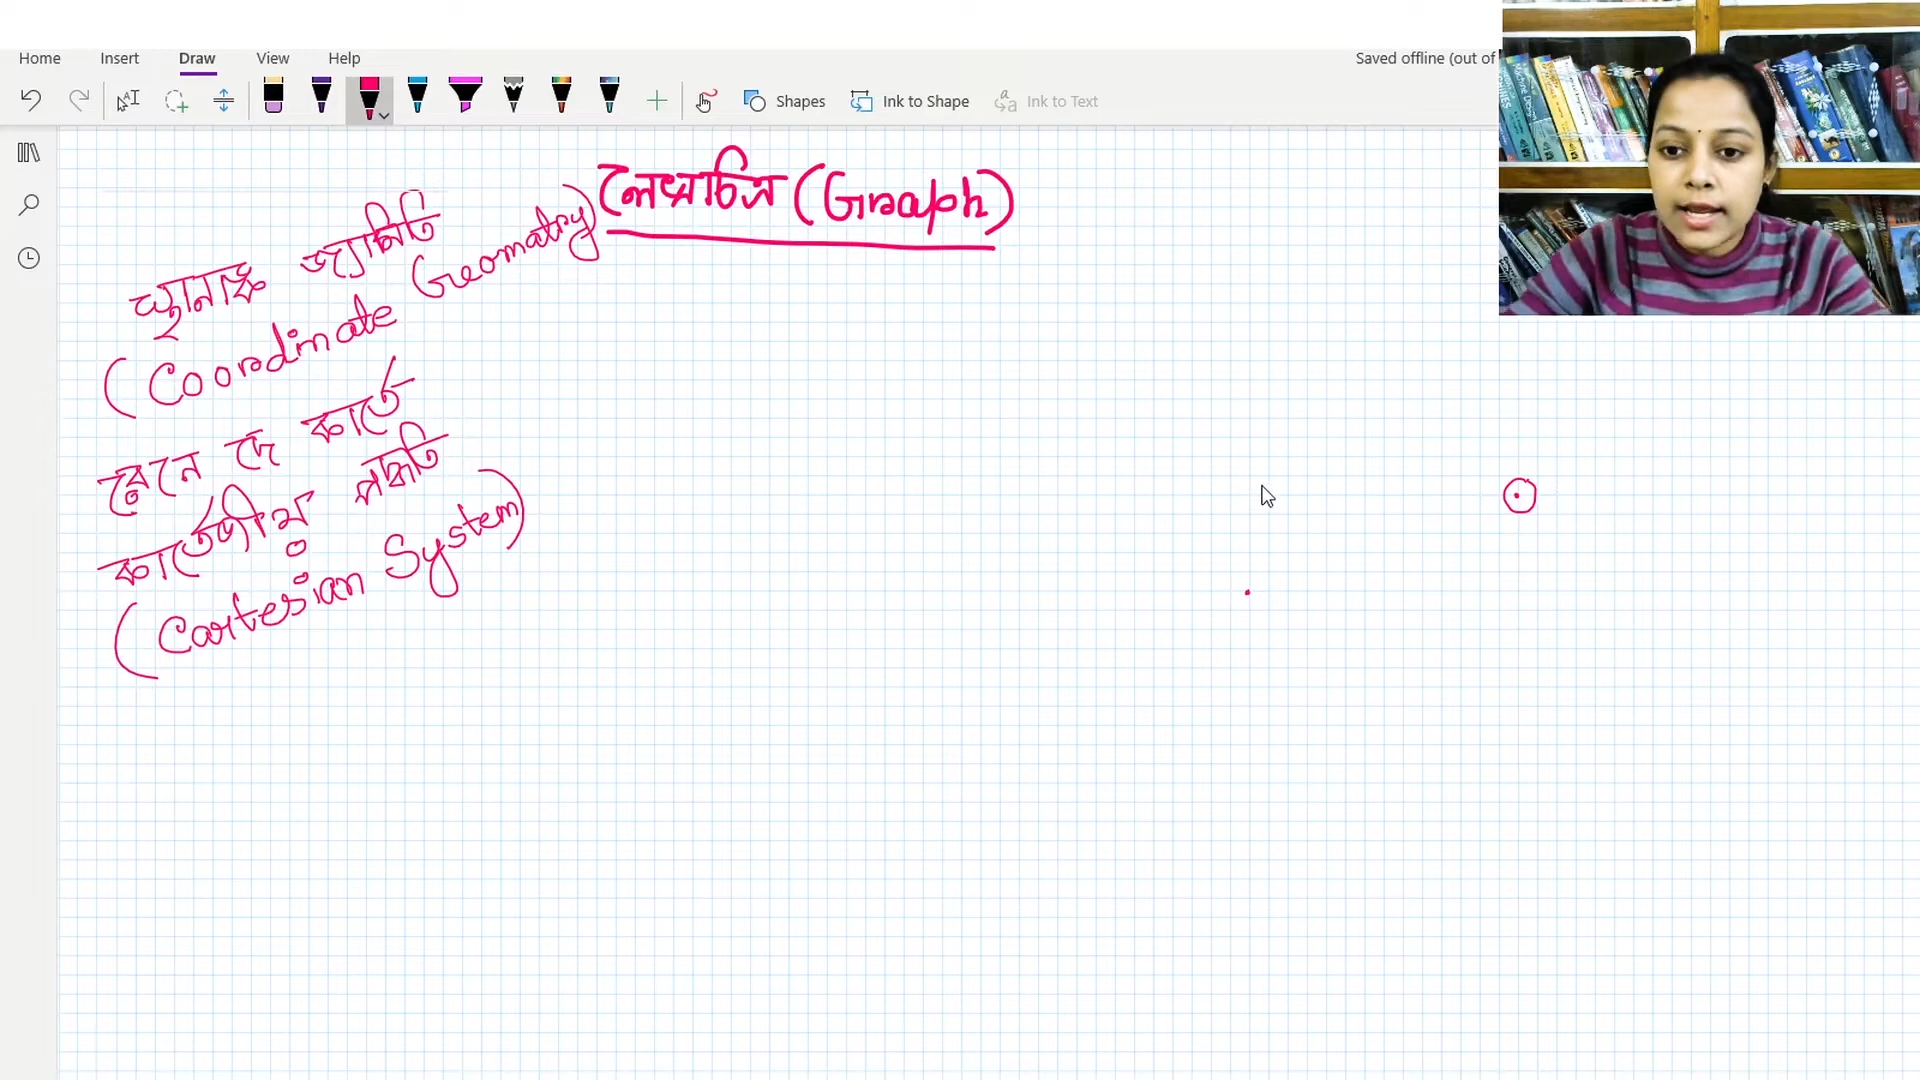 Home Insert Draw View Help
Saved offline (out of
Shapes Ink to Shape Ink to Text
লেখচিত্ৰ (Graph)
স্থানাঙ্ক জ্যামিতি
(Coordinate Geomatry)
ৰেনে দে কাৰ্তে
কাৰ্তেজীয় পদ্ধতি
(Cartesian System)